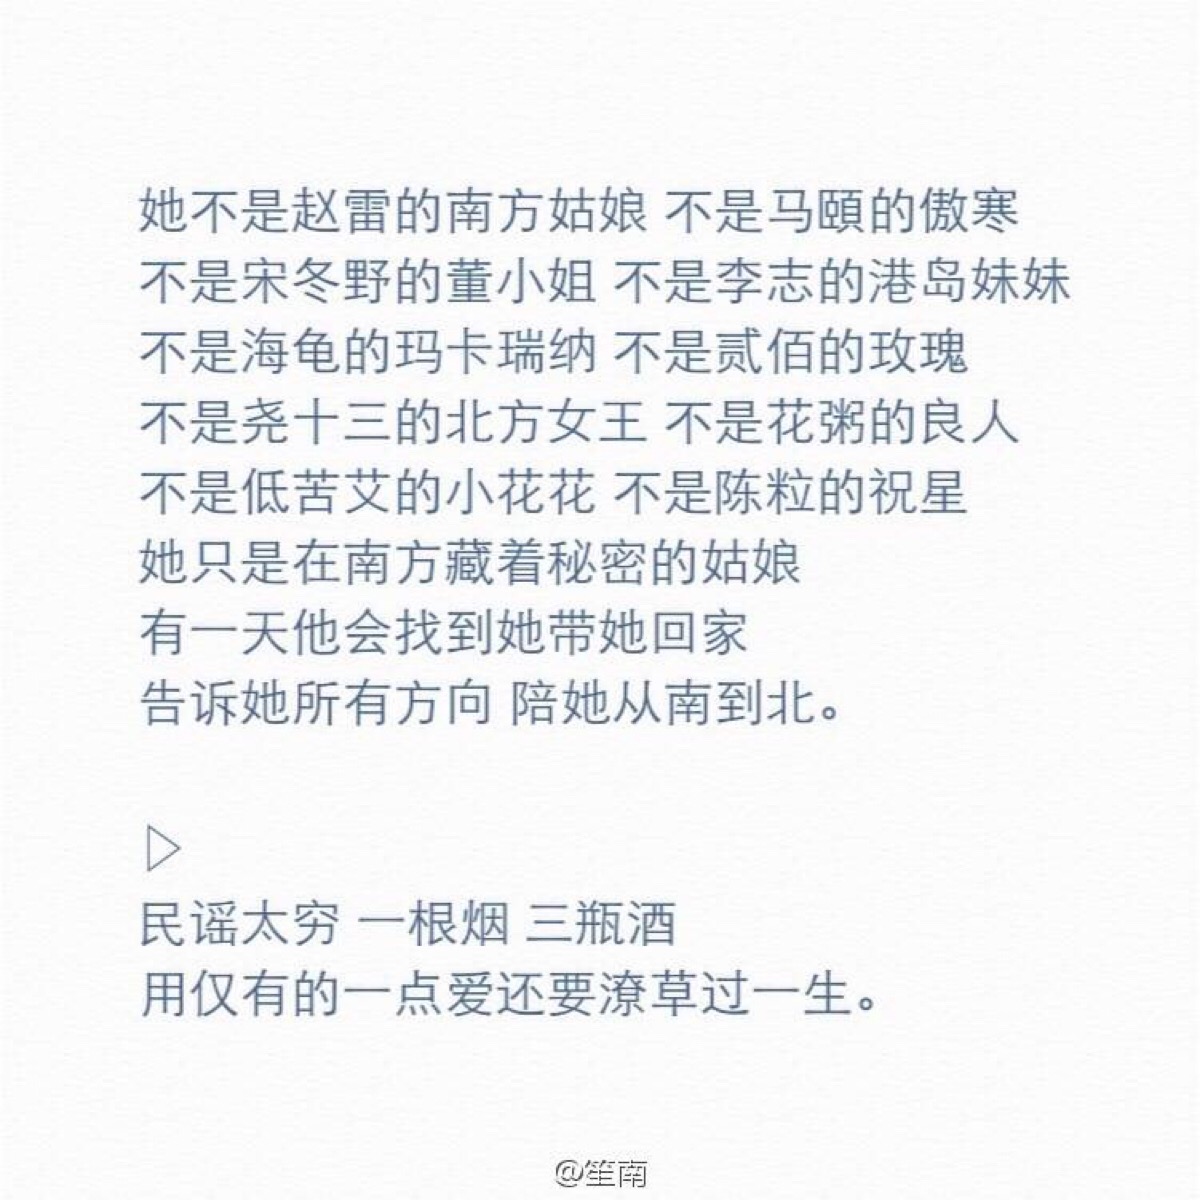 她不是赵雷的南方姑娘 不是马頤的傲寒
不是宋冬野的董小姐 不是李志的港岛妹妹
不是海龟的玛卡瑞纳 不是贰佰的玫瑰
不是尧十三的北方女王 不是花粥的良人
不是低苦艾的小花花 不是陈粒的祝星
她只是在南方藏着秘密的姑娘
有一天他会找到她带她回家
告诉她所有方向 陪她从南到北。
▷
民谣太穷 一根烟 三瓶酒
用仅有的一点爱还要潦草过一生。
@笙南